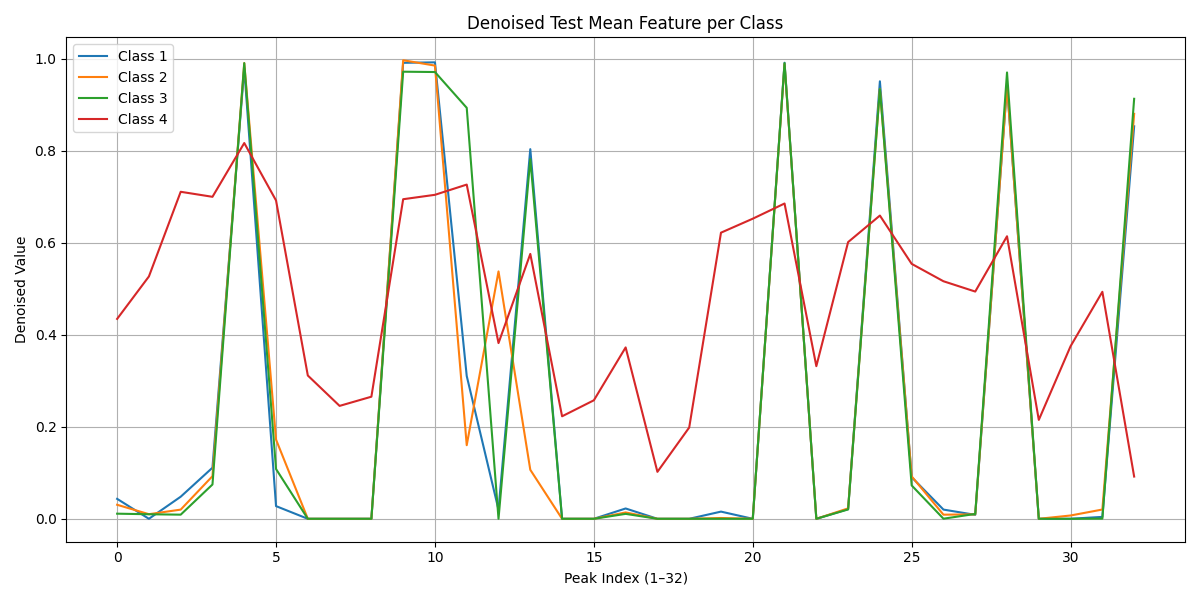 Denoised Test Mean Feature per Class
Class 1
Class 2
Class 3
Class 4
Denoised Value
1.0
0.8
0.6
0.4
0.2
0.0
0 5 10 15 20 25 30
Peak Index (1–32)